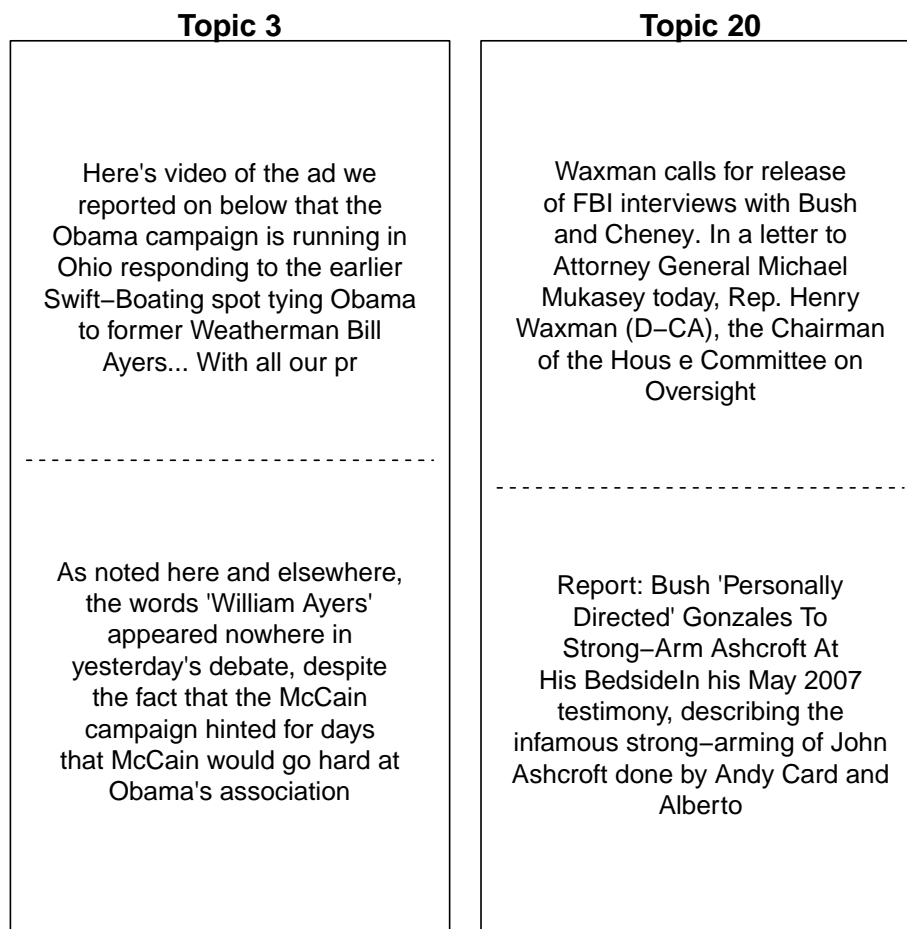 Topic 3
Here's video of the ad we
reported on below that the
Obama campaign is running in
Ohio responding to the earlier
Swift−Boating spot tying Obama
to former Weatherman Bill
Ayers... With all our pr
As noted here and elsewhere,
the words 'William Ayers'
appeared nowhere in
yesterday's debate, despite
the fact that the McCain
campaign hinted for days
that McCain would go hard at
Obama's association
Topic 20
Waxman calls for release
of FBI interviews with Bush
and Cheney. In a letter to
Attorney General Michael
Mukasey today, Rep. Henry
Waxman (D−CA), the Chairman
of the Hous e Committee on
Oversight
Report: Bush 'Personally
Directed' Gonzales To
Strong−Arm Ashcroft At
His BedsideIn his May 2007
testimony, describing the
infamous strong−arming of John
Ashcroft done by Andy Card and
Alberto